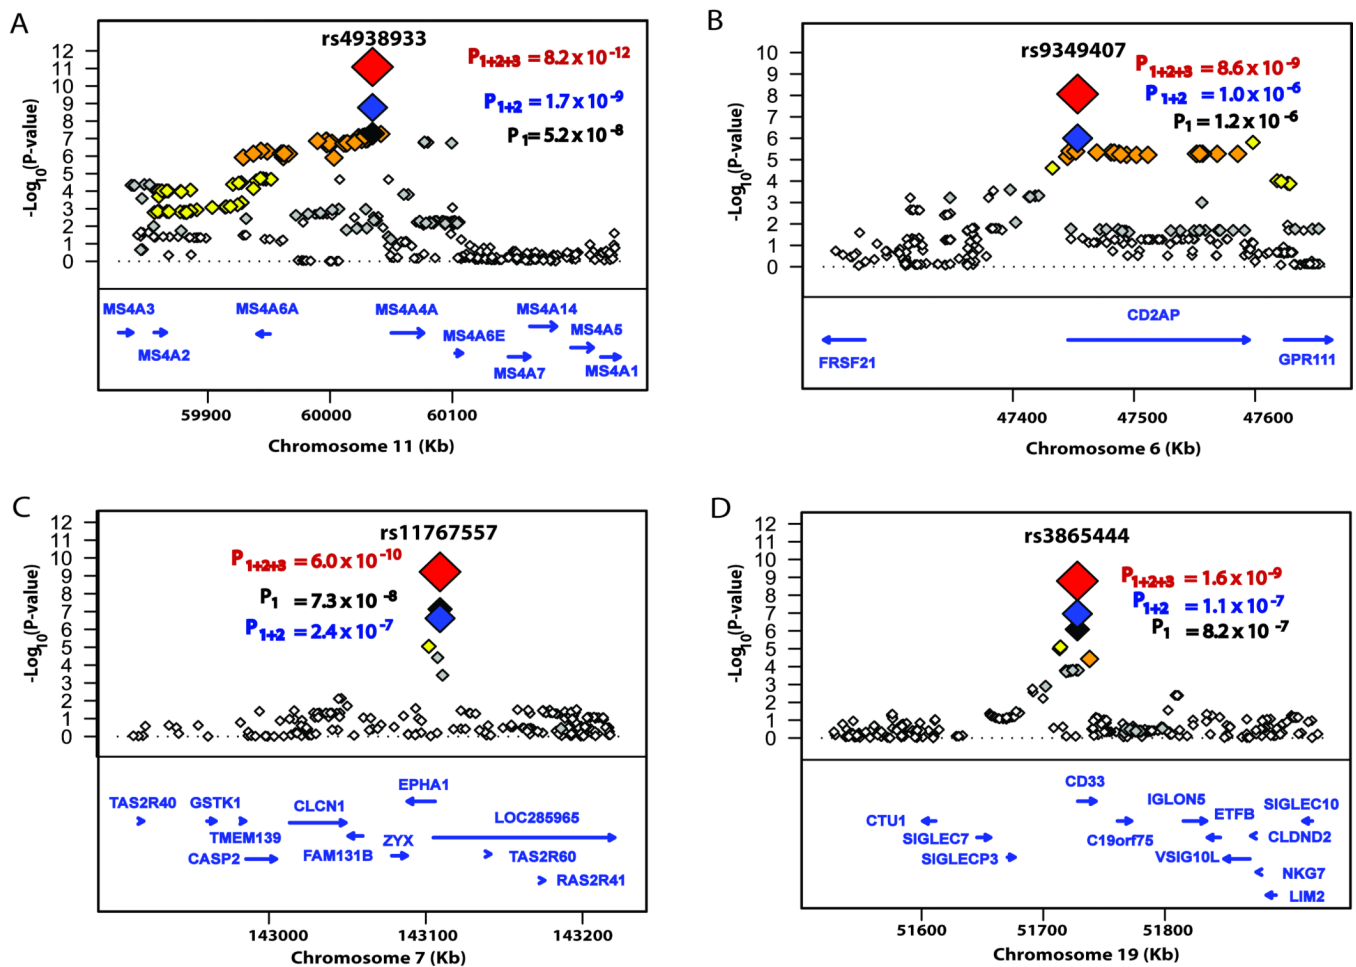 A
rs4938933
P1+2+3 = 8.2 x 10 -12
P1+2 = 1.7 x 10 -9
P1 = 5.2 x 10 -8
-Log10(P-value)
12
11
10
9
8
7
6
5
4
3
2
1
0
MS4A3
MS4A2
MS4A6A
MS4A4A
MS4A6E
MS4A14
MS4A7
MS4A5
MS4A1
59900 60000 60100
Chromosome 11 (Kb)
B
rs9349407
P1+2+3 = 8.6 x 10 -9
P1+2 = 1.0 x 10 -6
P1 = 1.2 x 10 -6
-Log10(P-value)
10
9
8
7
6
5
4
3
2
1
0
CD2AP
FRSF21
GPR111
47400 47500 47600
Chromosome 6 (Kb)
C
rs11767557
P1+2+3 = 6.0 x 10 -10
P1 = 7.3 x 10 -8
P1+2 = 2.4 x 10 -7
-Log10(P-value)
12
11
10
9
8
7
6
5
4
3
2
1
0
EPHA1
TAS2R40
GSTK1
CLCN1
LOC285965
TMEM139
ZYX
CASP2
FAM131B
TAS2R60
RAS2R41
143000 143100 143200
Chromosome 7 (Kb)
D
rs3865444
P1+2+3 = 1.6 x 10 -9
P1+2 = 1.1 x 10 -7
P1 8.2 x 10 -7
-Log10(P-value)
12
11
10
9
8
7
6
5
4
3
2
1
0
CD33
IGLON5
SIGLEC10
ETFB
CTU1
SIGLEC7
C19orf75
CLDND2
SIGLECP3
VSIG10L
NKG7
LIM2
51600 51700 51800
Chromosome 19 (Kb)